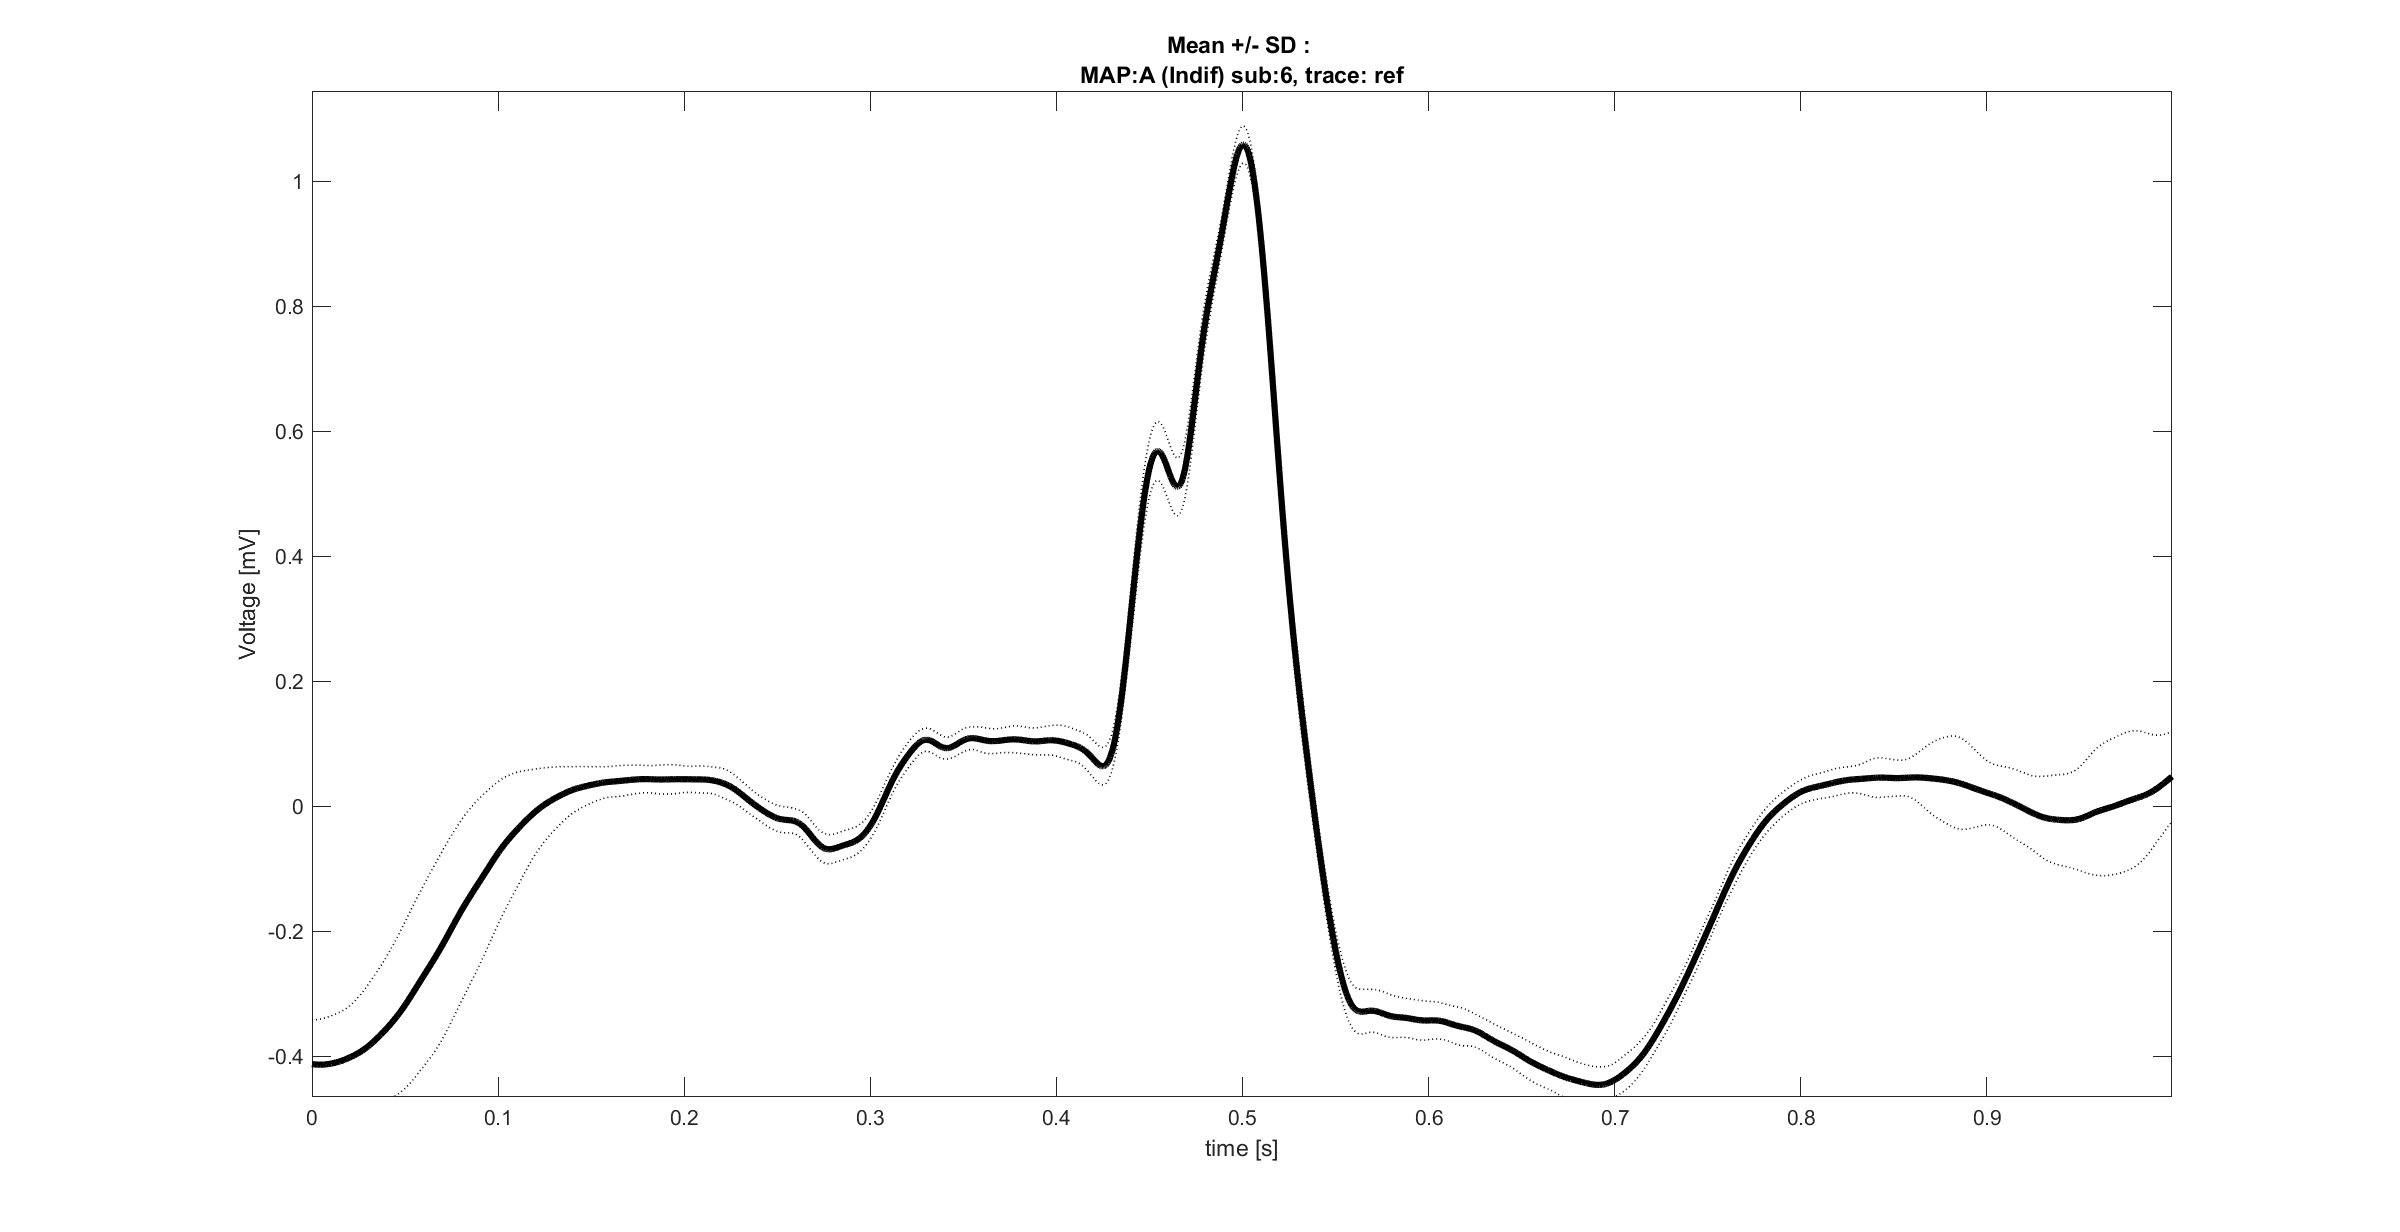 Mean +/- SD :
MAP:A (Indif) sub:6, trace: ref
1
0.8
0.6
0.4
0.2
0
-0.2
-0.4
Voltage [mV]
0 0.1 0.2 0.3 0.4 0.5 0.6 0.7 0.8 0.9
time [s]